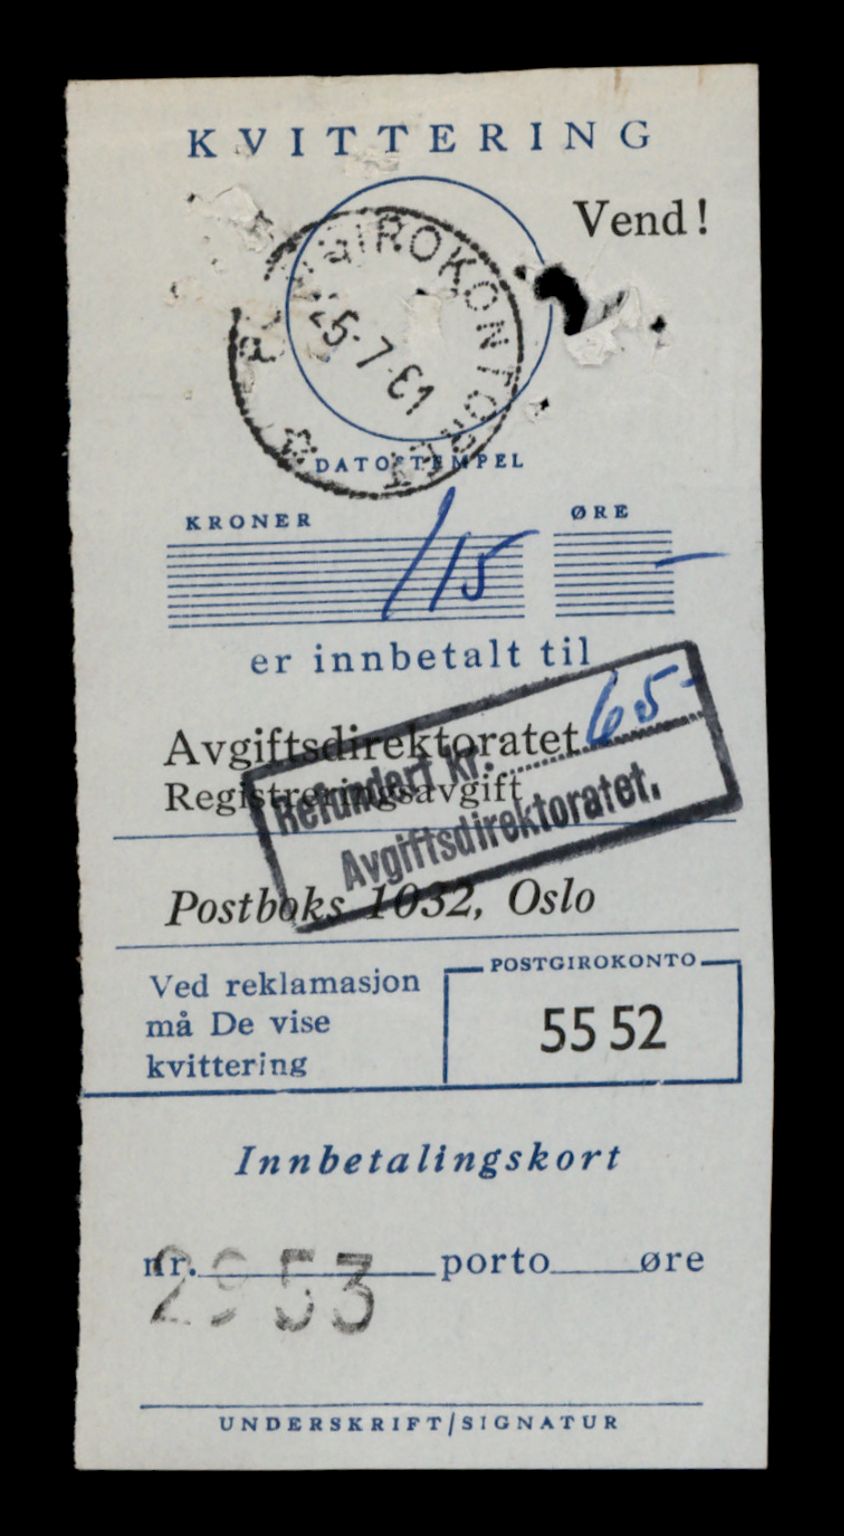 KVITTERING
Vend!
POSTGIROKONTORET
25-7-61
DATOSTEMPEL
KRONER ØRE
115 -
er innbetalt til
Avgiftsdirektoratet
Registreringsavgift
Refundert kr. 65-
Avgiftsdirektoratet.
Postboks 1032, Oslo
Ved reklamasjon
må De vise
kvittering
POSTGIROKONTO
55 52
Innbetalingskort
nr. 2953 porto øre
UNDERSKRIFT/SIGNATUR